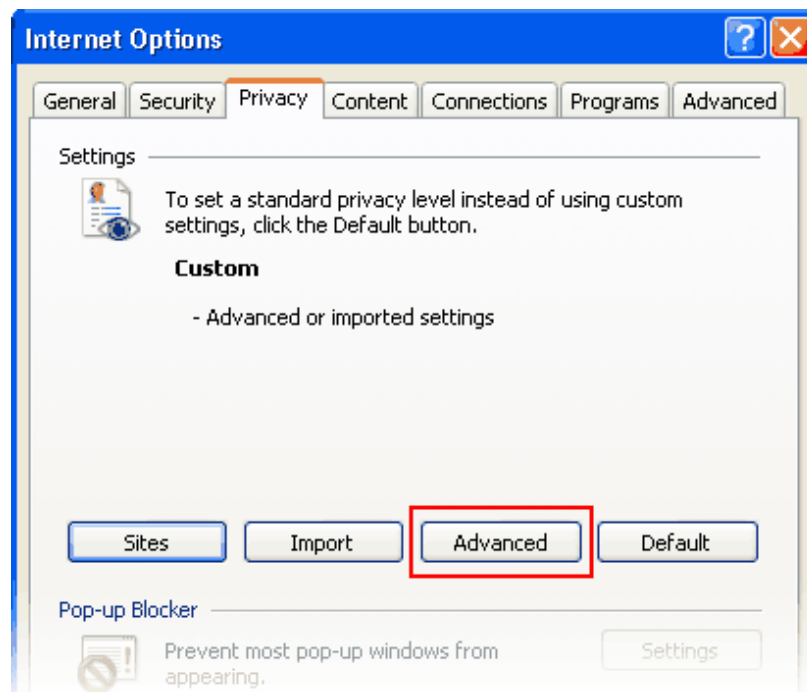 Internet Options
General Security Privacy Content Connections Programs Advanced
Settings
To set a standard privacy level instead of using custom
settings, click the Default button.
Custom
- Advanced or imported settings
Sites Import Advanced Default
Pop-up Blocker
Prevent most pop-up windows from Settings
appearing.